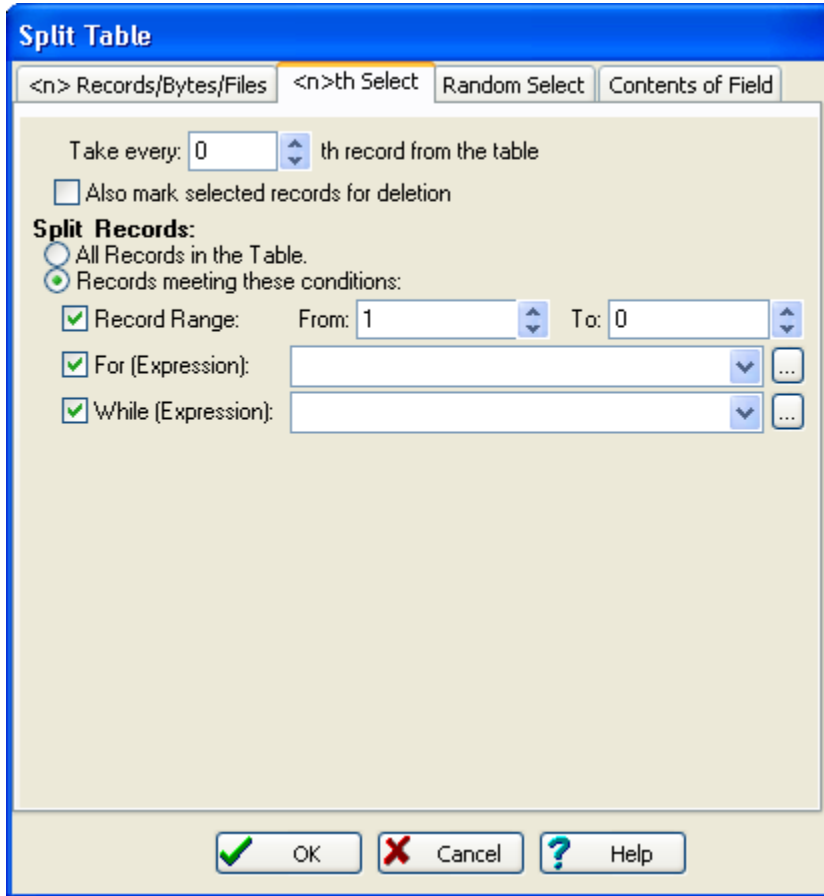 Split Table
<n> Records/Bytes/Files <n>th Select Random Select Contents of Field
Take every: 0 th record from the table
Also mark selected records for deletion
Split Records:
All Records in the Table.
Records meeting these conditions:
Record Range: From: 1 To: 0
For (Expression): ...
While (Expression): ...
OK Cancel Help